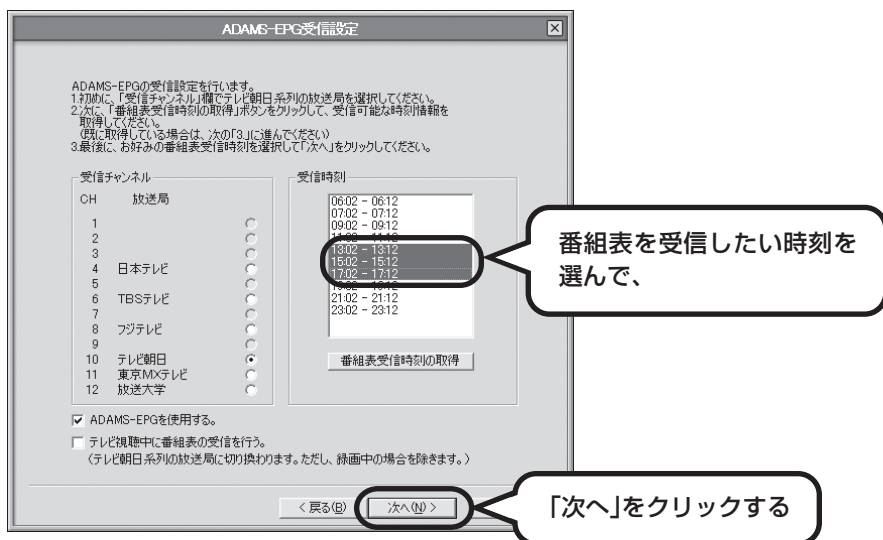 ADAMS-EPG受信設定
ADAMS-EPGの受信設定を行います。
1.初めに、「受信チャンネル」欄でテレビ朝日系列の放送局を選択してください。
2.次に、「番組表受信時刻の取得」ボタンをクリックして、受信可能な時刻情報を
取得してください。
(既に取得している場合は、次の「3.」に進んでください)
3.最後に、お好みの番組表受信時刻を選択して「次へ」をクリックしてください。
受信チャンネル
CH 放送局
1
2
3
4 日本テレビ
5
6 TBSテレビ
7
8 フジテレビ
9
10 テレビ朝日
11 東京MXテレビ
12 放送大学
受信時刻
06:02 - 06:12
07:02 - 07:12
09:02 - 09:12
11:02 - 11:12
13:02 - 13:12
15:02 - 15:12
17:02 - 17:12
19:02 - 19:12
21:02 - 21:12
23:02 - 23:12
番組表受信時刻の取得
番組表を受信したい時刻を
選んで、
ADAMS-EPGを使用する。
テレビ視聴中に番組表の受信を行う。
(テレビ朝日系列の放送局に切り換わります。ただし、録画中の場合を除きます。)
< 戻る(B)
次へ(N) >
「次へ」をクリックする